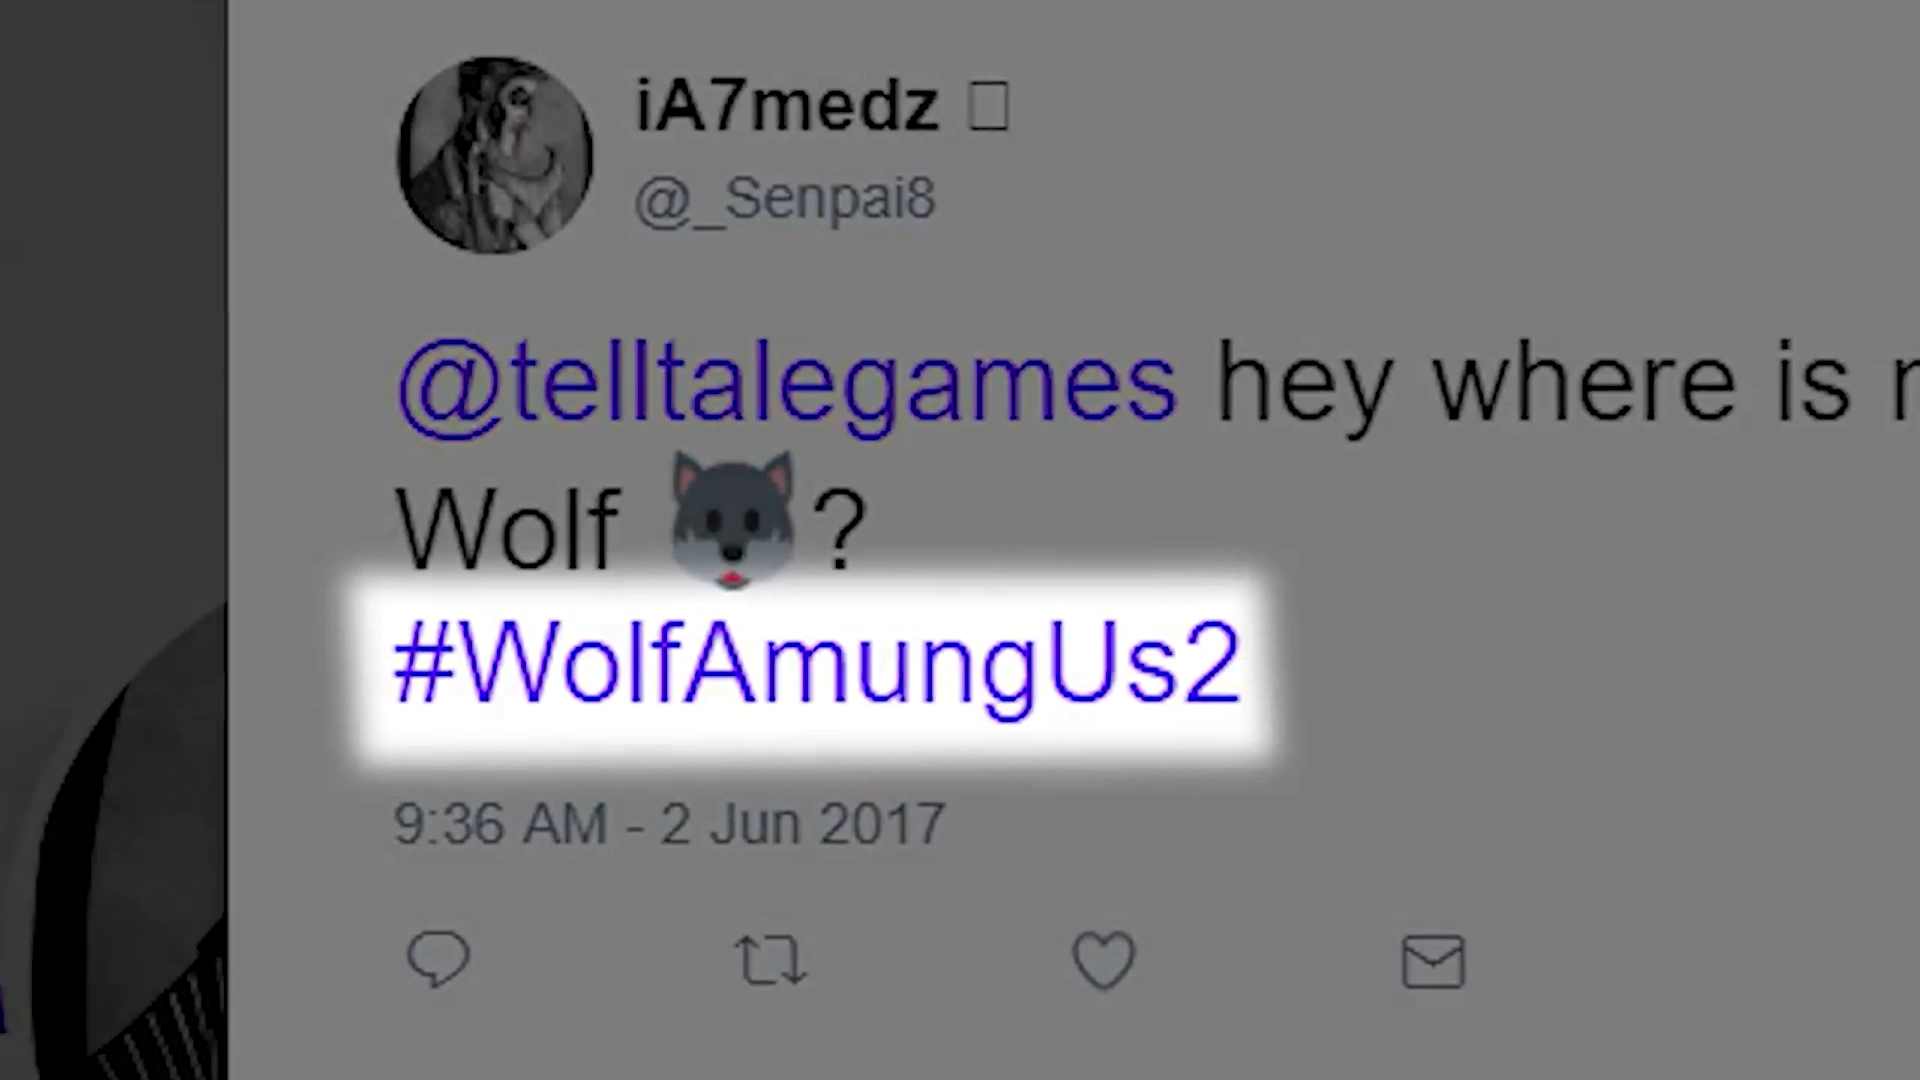 iA7medz
@_Senpai8
@telltalegames hey where is
Wolf 🐺 ?
#WolfAmungUs2
9:36 AM - 2 Jun 2017